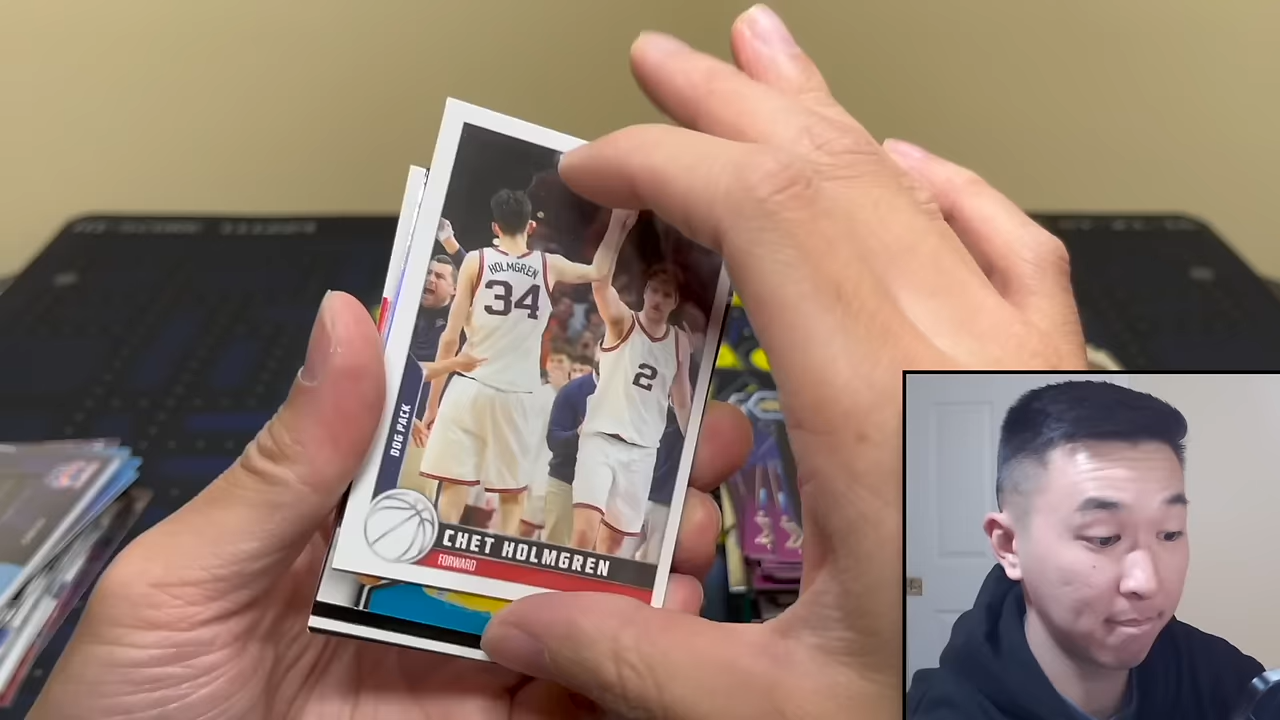 HOLMGREN
34
2
DOG PACK
CHET HOLMGREN
FORWARD